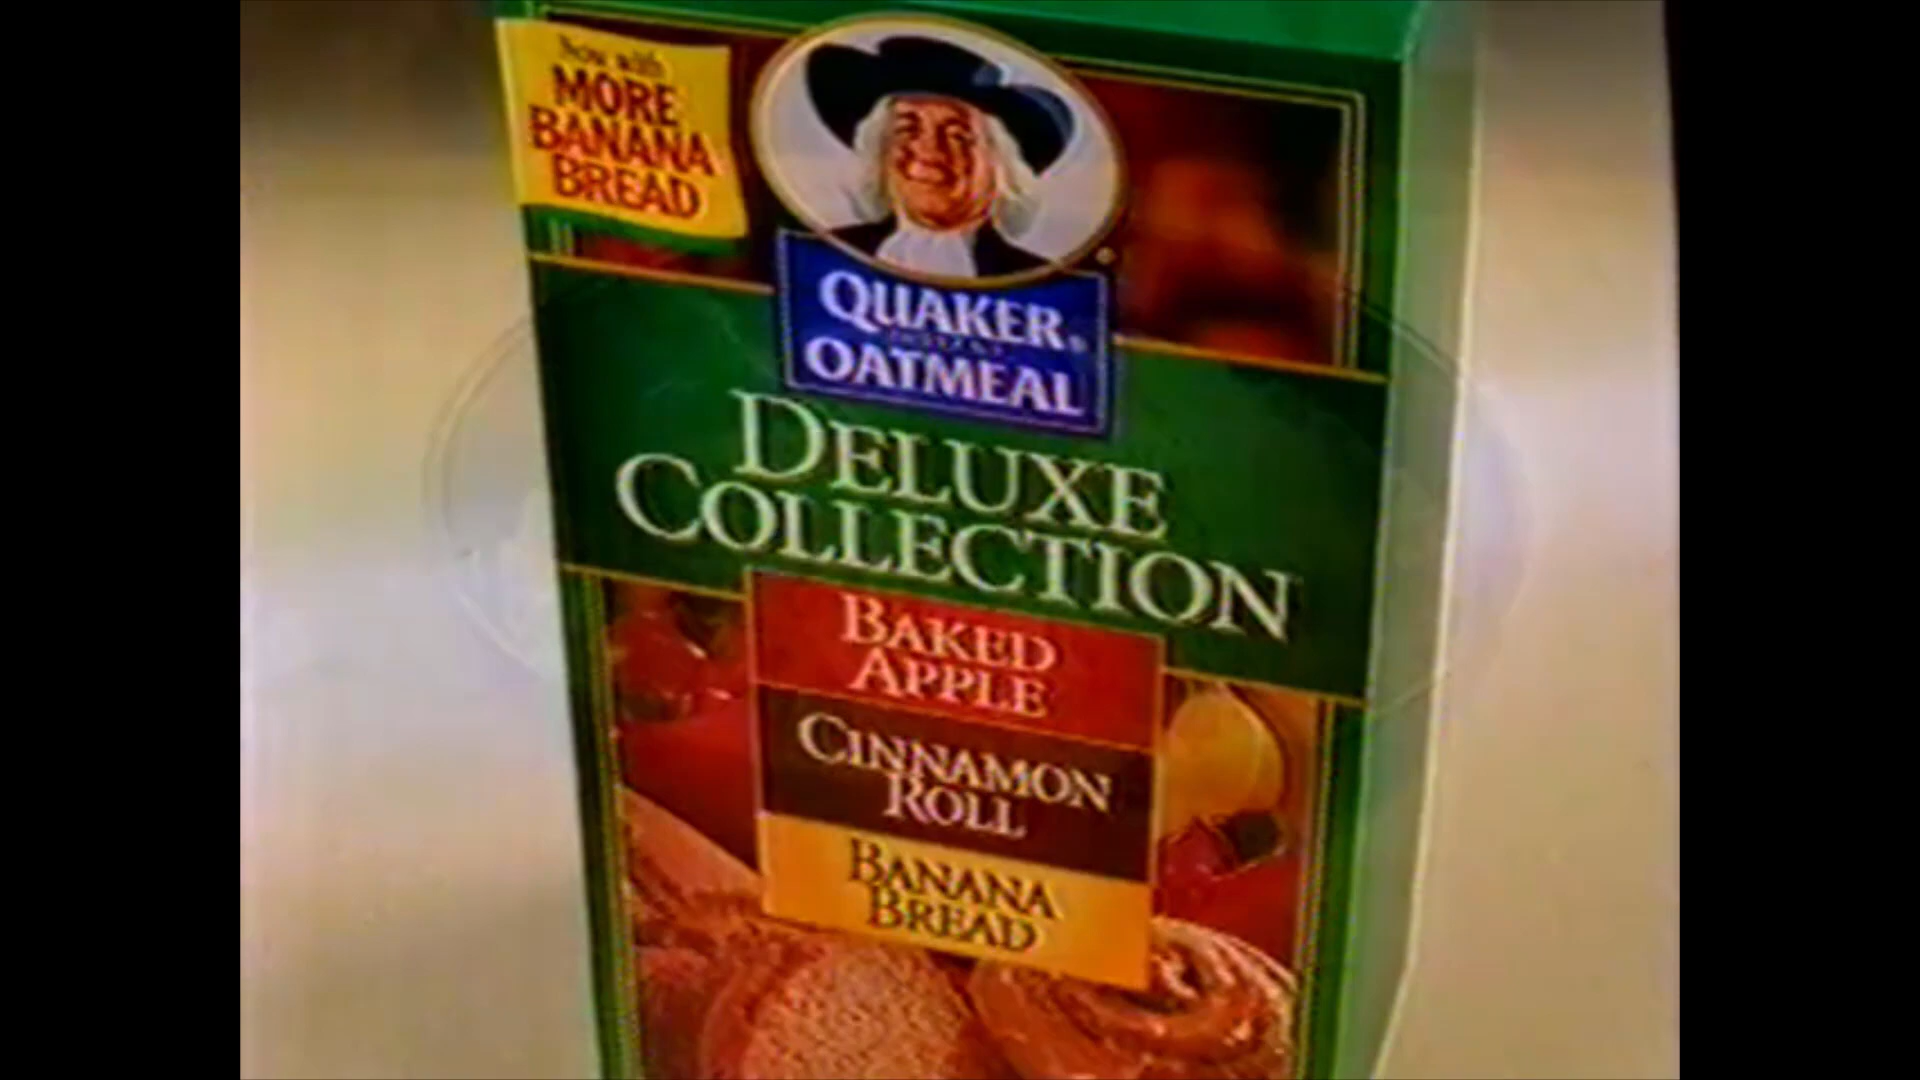 Now with
MORE
BANANA
BREAD
QUAKER®
OATMEAL
DELUXE
COLLECTION
BAKED
APPLE
CINNAMON
ROLL
BANANA
BREAD